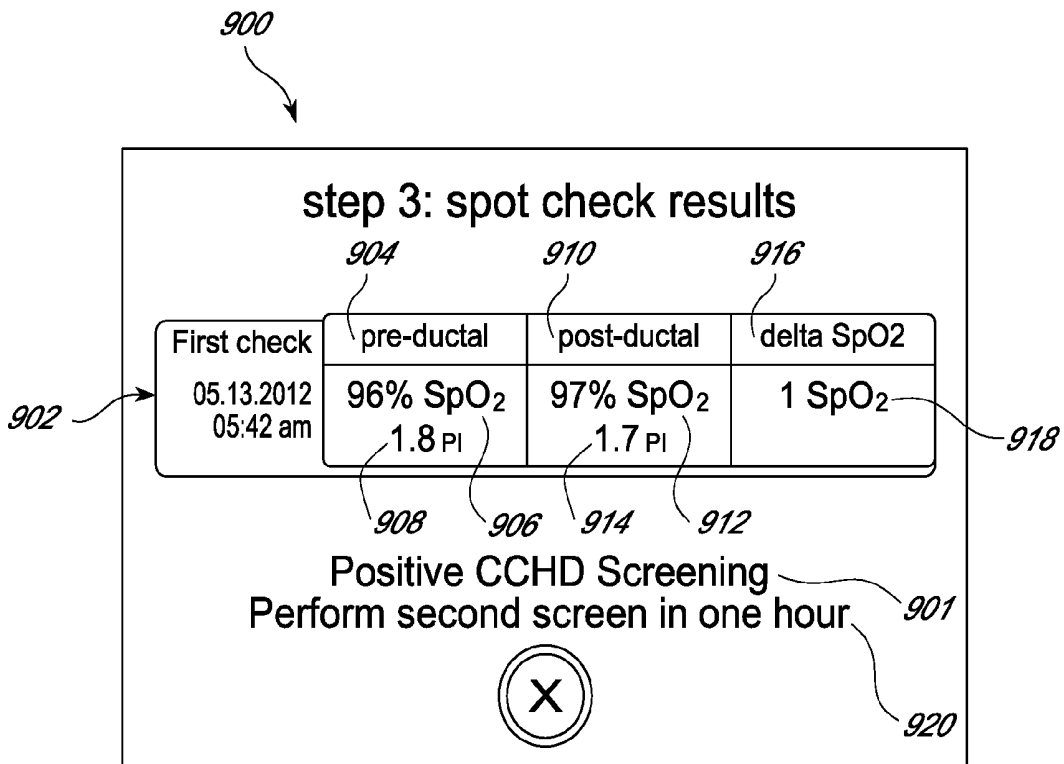 900
step 3: spot check results
904 910 916
First check pre-ductal post-ductal delta SpO2
05.13.2012 96% SpO₂ 97% SpO₂ 1 SpO₂
902 05:42 am 1.8 PI 1.7 PI 918
908 906 914 912
Positive CCHD Screening
901
Perform second screen in one hour
X
920